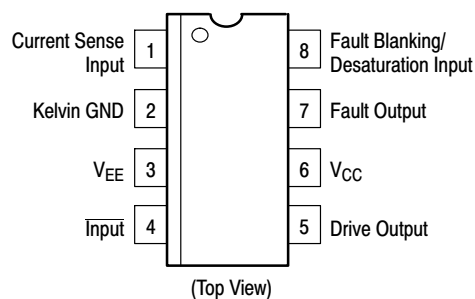 Current Sense
Input
1
8
Fault Blanking/
Desaturation Input
Kelvin GND
2
7
Fault Output
VEE
3
6
VCC
Input
4
5
Drive Output
(Top View)